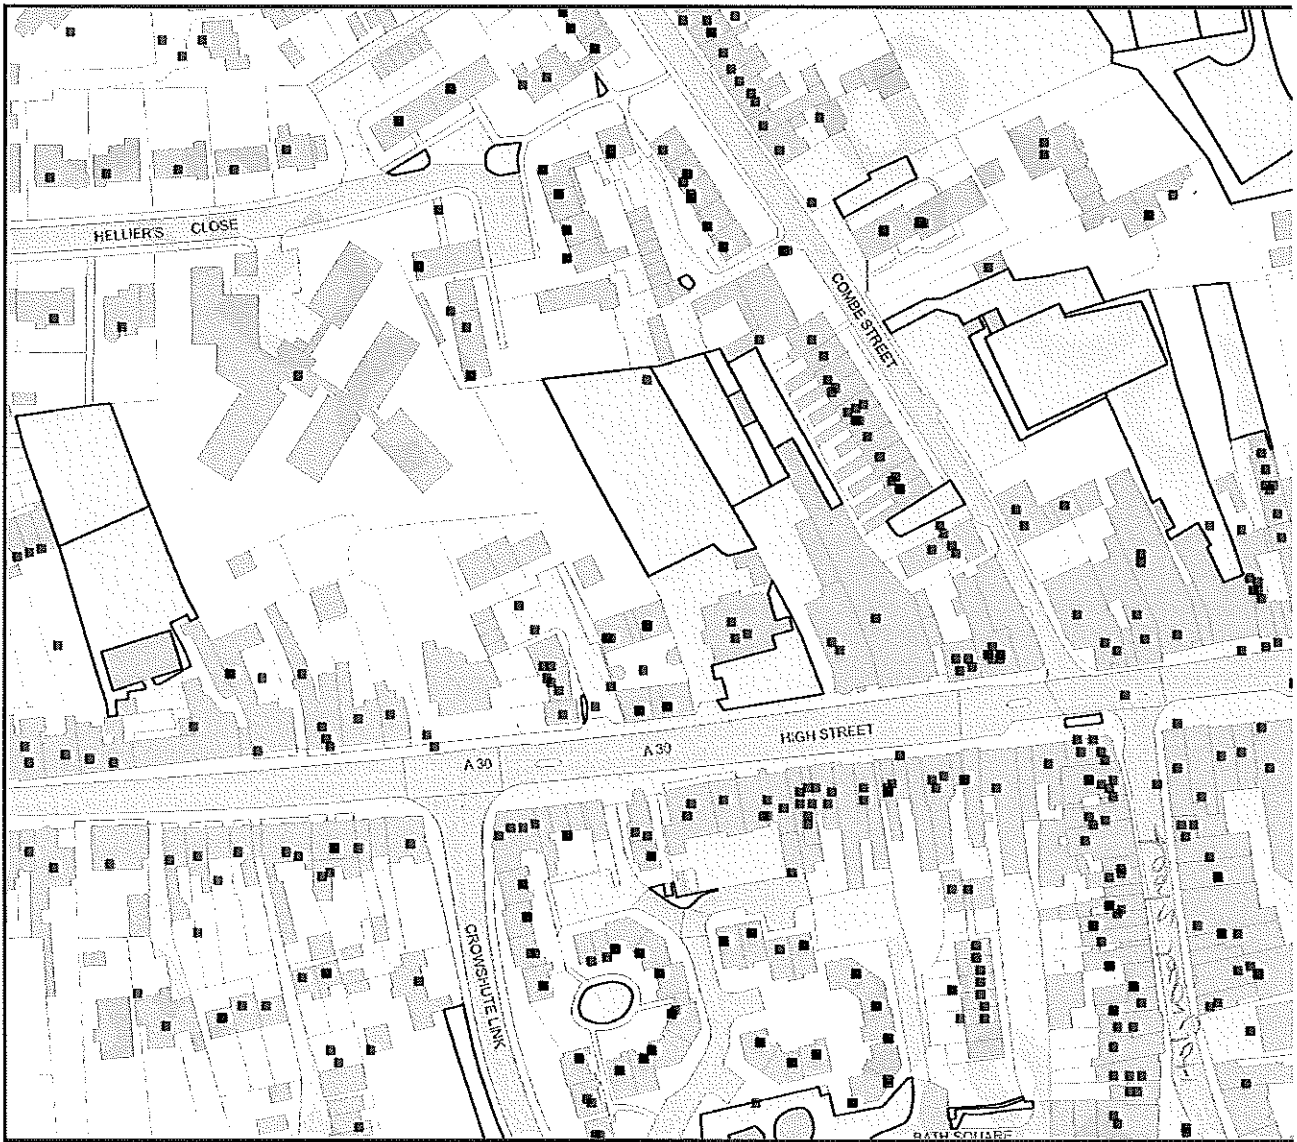 HELLIER'S CLOSE
COMBE STREET
HIGH STREET
A 30
A 30
CROWSHUTE LINK
BATH SQUARE